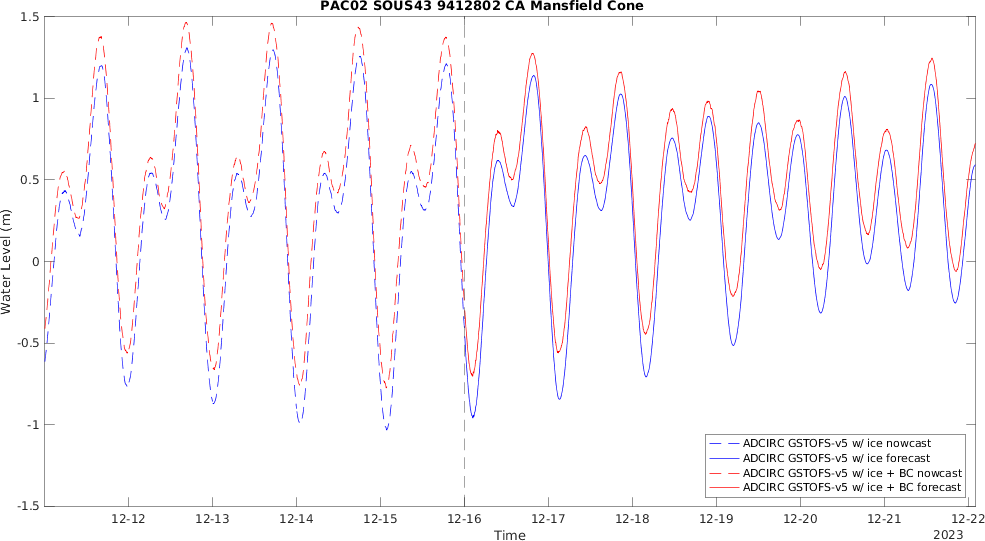 PAC02 SOUS43 9412802 CA Mansfield Cone
1.5
1
0.5
0
-0.5
-1
-1.5
Water Level (m)
12-12
12-13
12-14
12-15
12-16
12-17
12-18
12-19
12-20
12-21
12-22
Time
2023
ADCIRC GSTOFS-v5 w/ ice nowcast
ADCIRC GSTOFS-v5 w/ ice forecast
ADCIRC GSTOFS-v5 w/ ice + BC nowcast
ADCIRC GSTOFS-v5 w/ ice + BC forecast